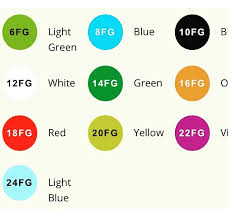 6FG Light Green 8FG Blue 10FG B
12FG White 14FG Green 16FG O
18FG Red 20FG Yellow 22FG Vi
24FG Light Blue